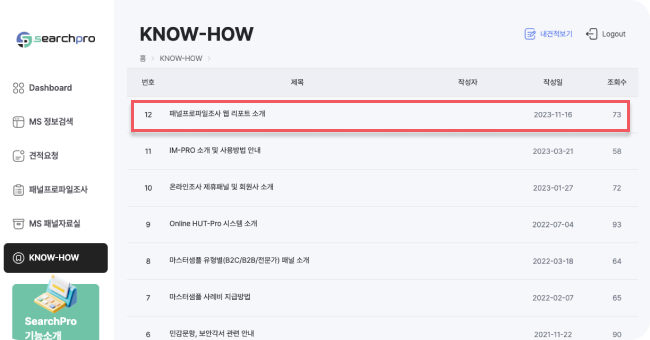 searchpro
KNOW-HOW
내견적보기
Logout
홈 > KNOW-HOW >
Dashboard
MS 정보검색
견적요청
패널프로파일조사
MS 패널자료실
KNOW-HOW
SearchPro
기능소개
번호 제목 작성자 작성일 조회수
12 패널프로파일조사 웹 리포트 소개 2023-11-16 73
11 IM-PRO 소개 및 사용방법 안내 2023-03-21 58
10 온라인조사 제휴패널 및 회원사 소개 2023-01-27 72
9 Online HUT-Pro 시스템 소개 2022-07-04 93
8 마스터샘플 유형별(B2C/B2B/전문가) 패널 소개 2022-03-18 64
7 마스터샘플 사례비 지급방법 2022-02-07 65
6 민감문항, 보안각서 관련 안내 2021-11-22 90